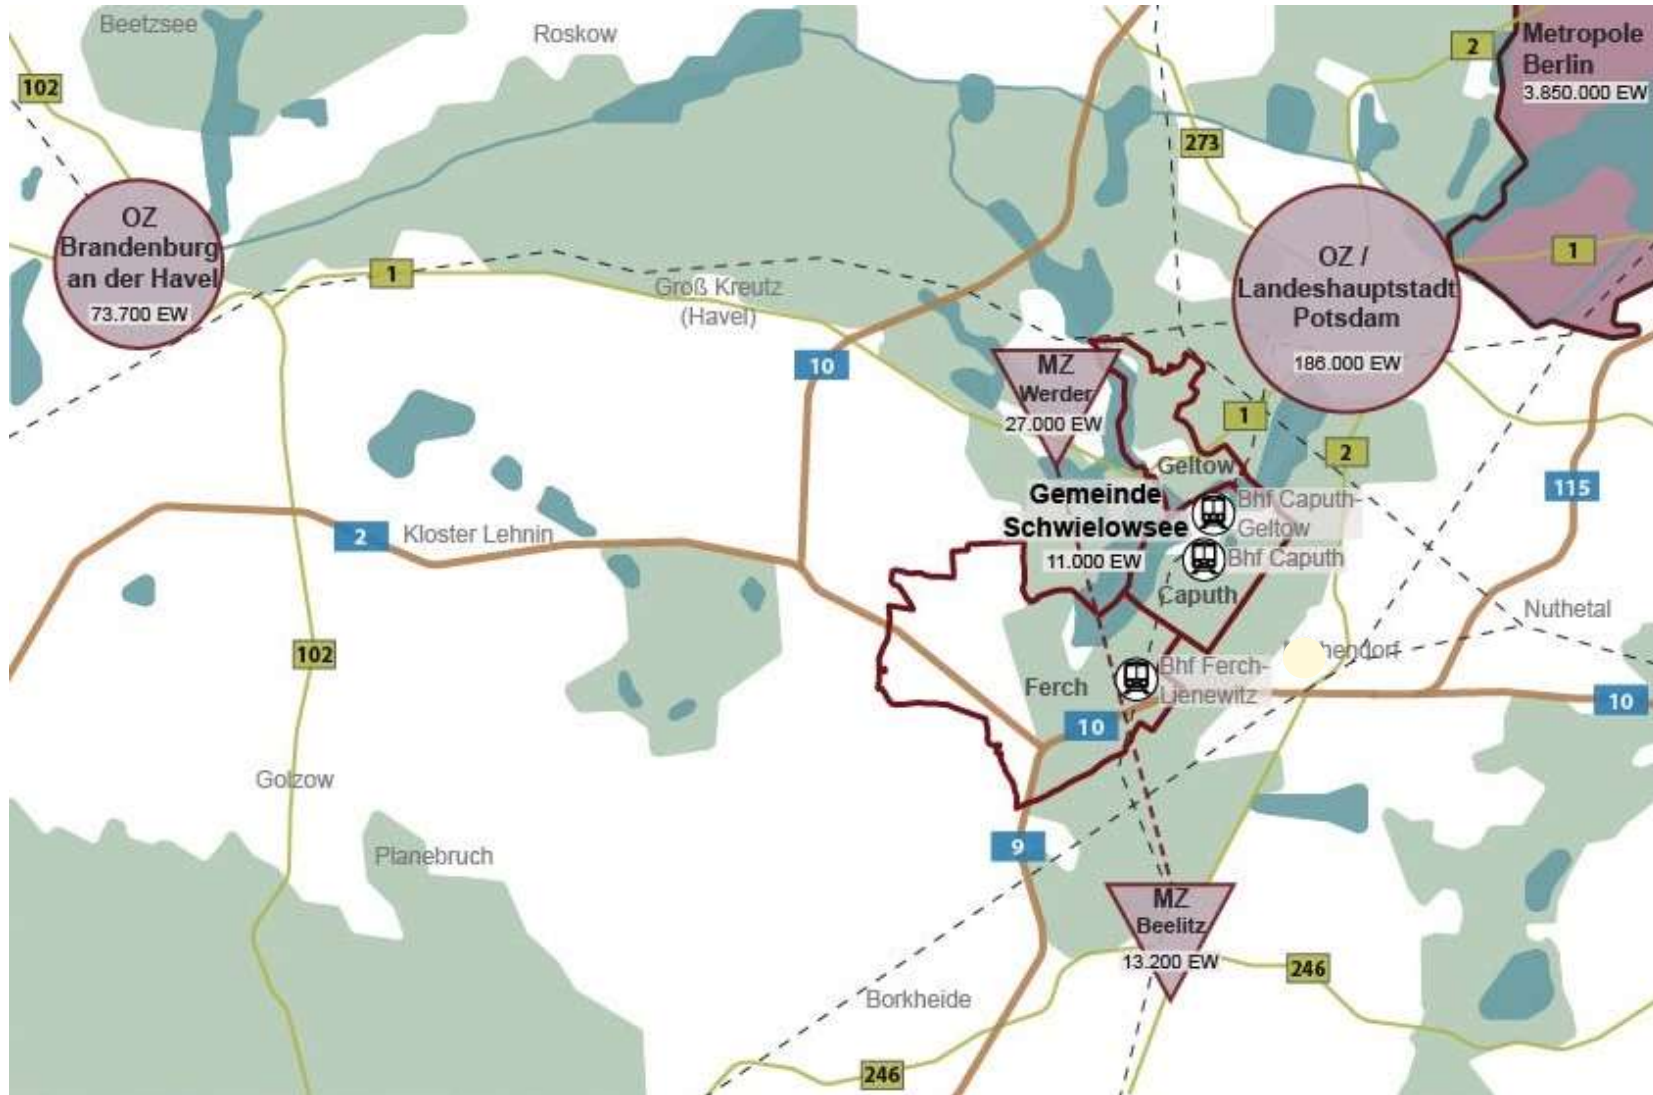 Beetzsee
Roskow
102
2
Metropole
Berlin
3.850.000 EW
273
OZ
Brandenburg
an der Havel
73.700 EW
1
Groß Kreutz
(Havel)
OZ /
Landeshauptstadt
Potsdam
186.000 EW
1
10
MZ
Werder
27.000 EW
1
2
115
Geltow
Gemeinde
Schwielowsee
11.000 EW
Bhf Caputh-
Geltow
Bhf Caputh
Caputh
2
Kloster Lehnin
Nuthetal
102
Bhf Ferch-
Lienewitz
Ferch
10
10
Golzow
9
Planebruch
MZ
Beelitz
13.200 EW
246
Borkheide
246